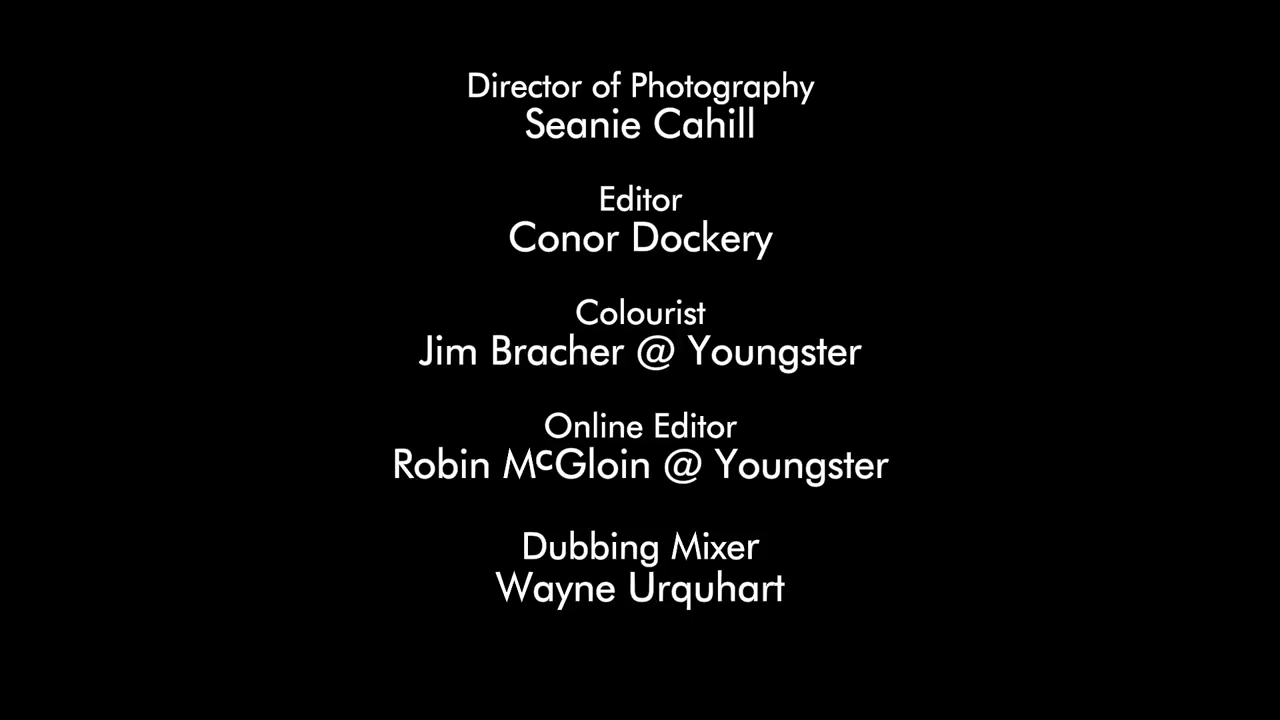 Director of Photography
Seanie Cahill
Editor
Conor Dockery
Colourist
Jim Bracher @ Youngster
Online Editor
Robin McGloin @ Youngster
Dubbing Mixer
Wayne Urquhart